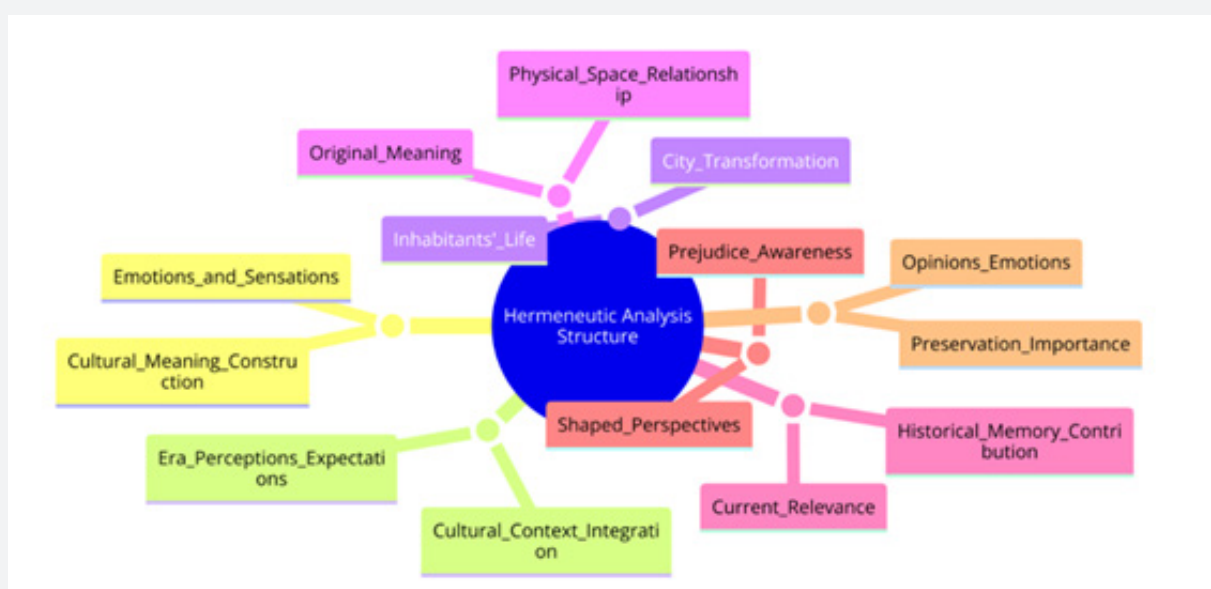 Physical_Space_Relationsh
ip
Original_Meaning
City_Transformation
Inhabitants'_Life
Prejudice_Awareness
Opinions_Emotions
Emotions_and_Sensations
Hermeneutic Analysis
Structure
Preservation_Importance
Cultural_Meaning_Constru
ction
Shaped_Perspectives
Historical_Memory_Contri
bution
Era_Perceptions_Expectati
ons
Current_Relevance
Cultural_Context_Integrati
on